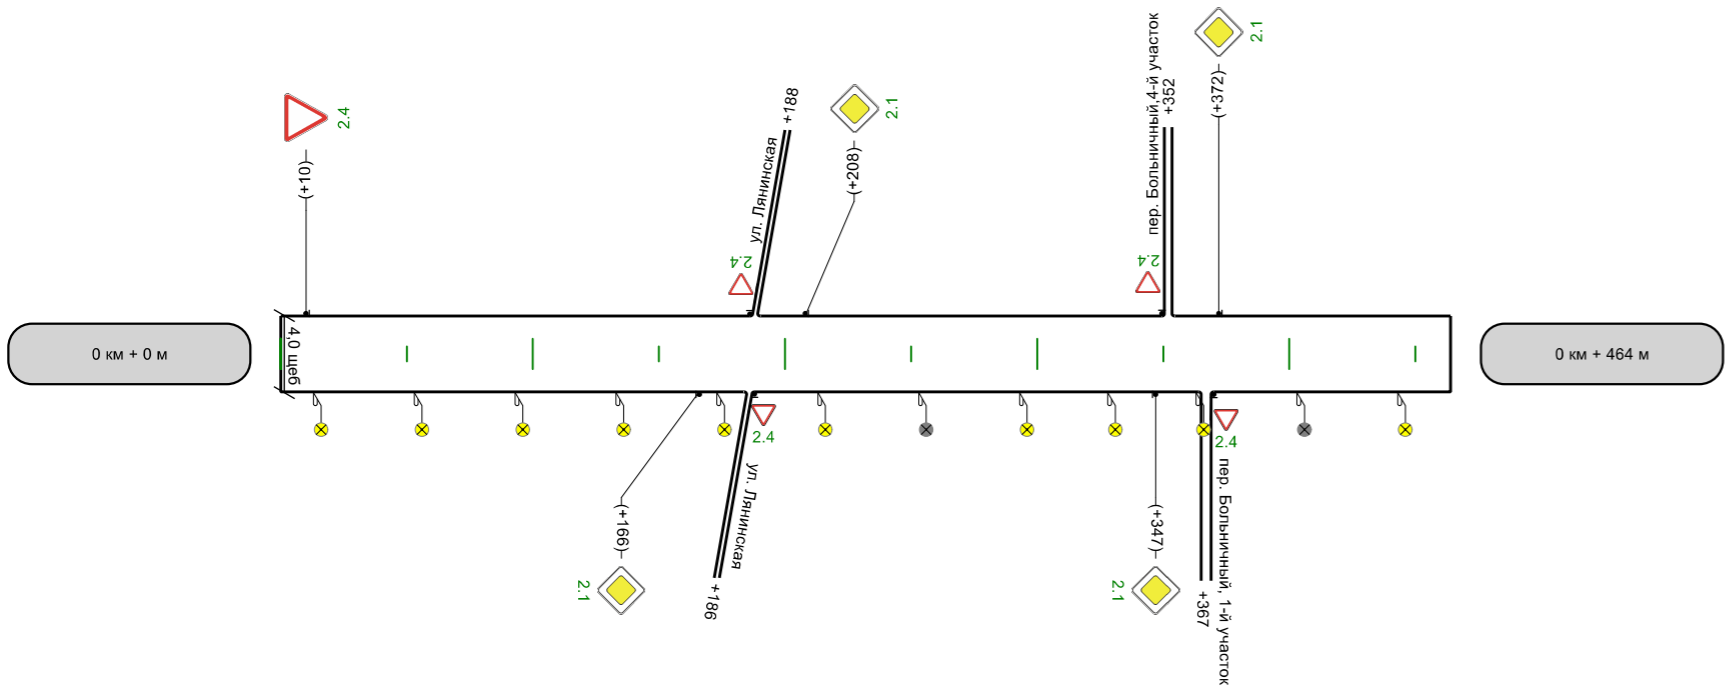 2.1
пер. Больничный,4-й участок
+352
(+372)
2.4
+188
2.1
ул. Лянинская
(+10)
(+208)
2.4
2.4
0 км + 0 м
4,0 щеб
0 км + 464 м
2.4
2.4
ул. Лянинская
(+166)
(+347)
2.1
+186
2.1
+367
пер. Больничный, 1-й участок